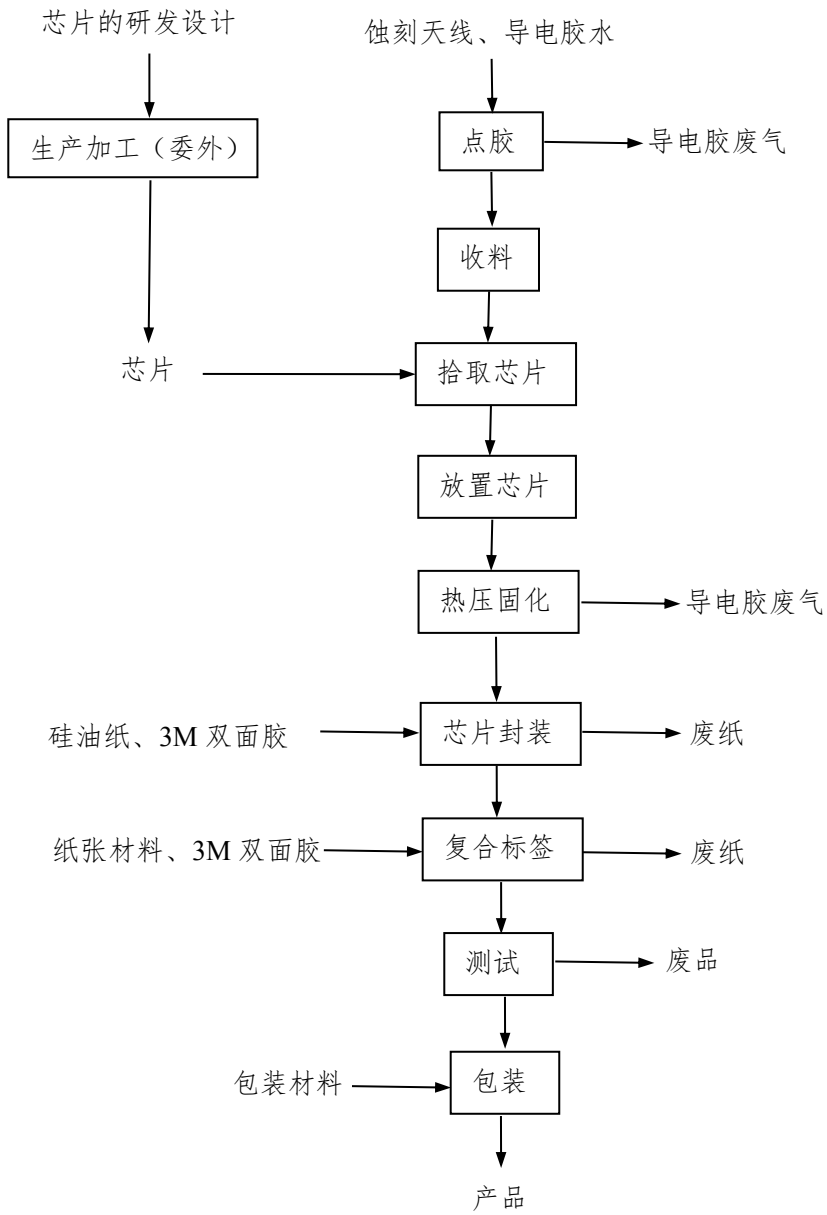 芯片的研发设计
蚀刻天线、导电胶水
生产加工（委外）
点胶
导电胶废气
收料
芯片
拾取芯片
放置芯片
热压固化
导电胶废气
硅油纸、3M 双面胶
芯片封装
废纸
纸张材料、3M 双面胶
复合标签
废纸
测试
废品
包装材料
包装
产品